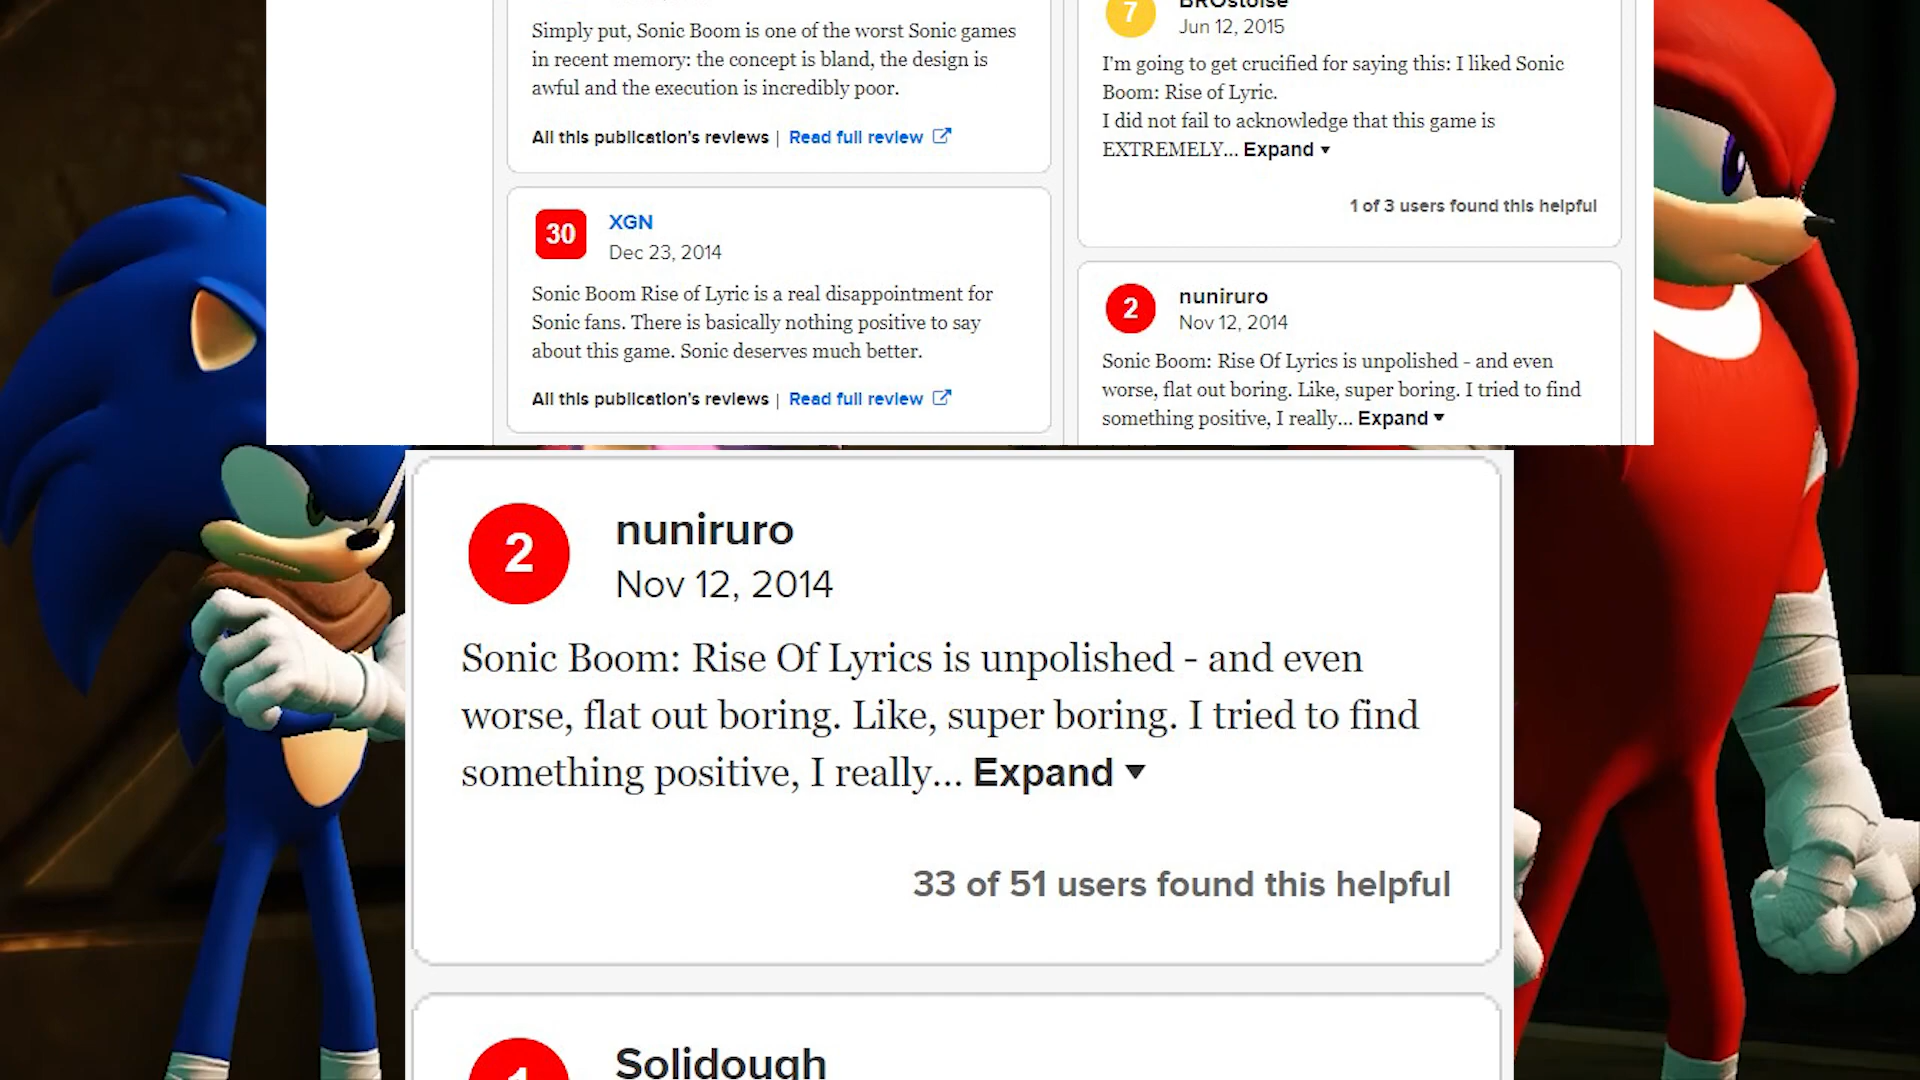 Simply put, Sonic Boom is one of the worst Sonic games
in recent memory: the concept is bland, the design is
awful and the execution is incredibly poor.
All this publication's reviews | Read full review
30
XGN
Dec 23, 2014
Sonic Boom Rise of Lyric is a real disappointment for
Sonic fans. There is basically nothing positive to say
about this game. Sonic deserves much better.
All this publication's reviews | Read full review
7
BROstoise
Jun 12, 2015
I'm going to get crucified for saying this: I liked Sonic
Boom: Rise of Lyric.
I did not fail to acknowledge that this game is
EXTREMELY... Expand
1 of 3 users found this helpful
2
nuniruro
Nov 12, 2014
Sonic Boom: Rise Of Lyrics is unpolished - and even
worse, flat out boring. Like, super boring. I tried to find
something positive, I really... Expand
2
nuniruro
Nov 12, 2014
Sonic Boom: Rise Of Lyrics is unpolished - and even
worse, flat out boring. Like, super boring. I tried to find
something positive, I really... Expand
33 of 51 users found this helpful
1
Solidough